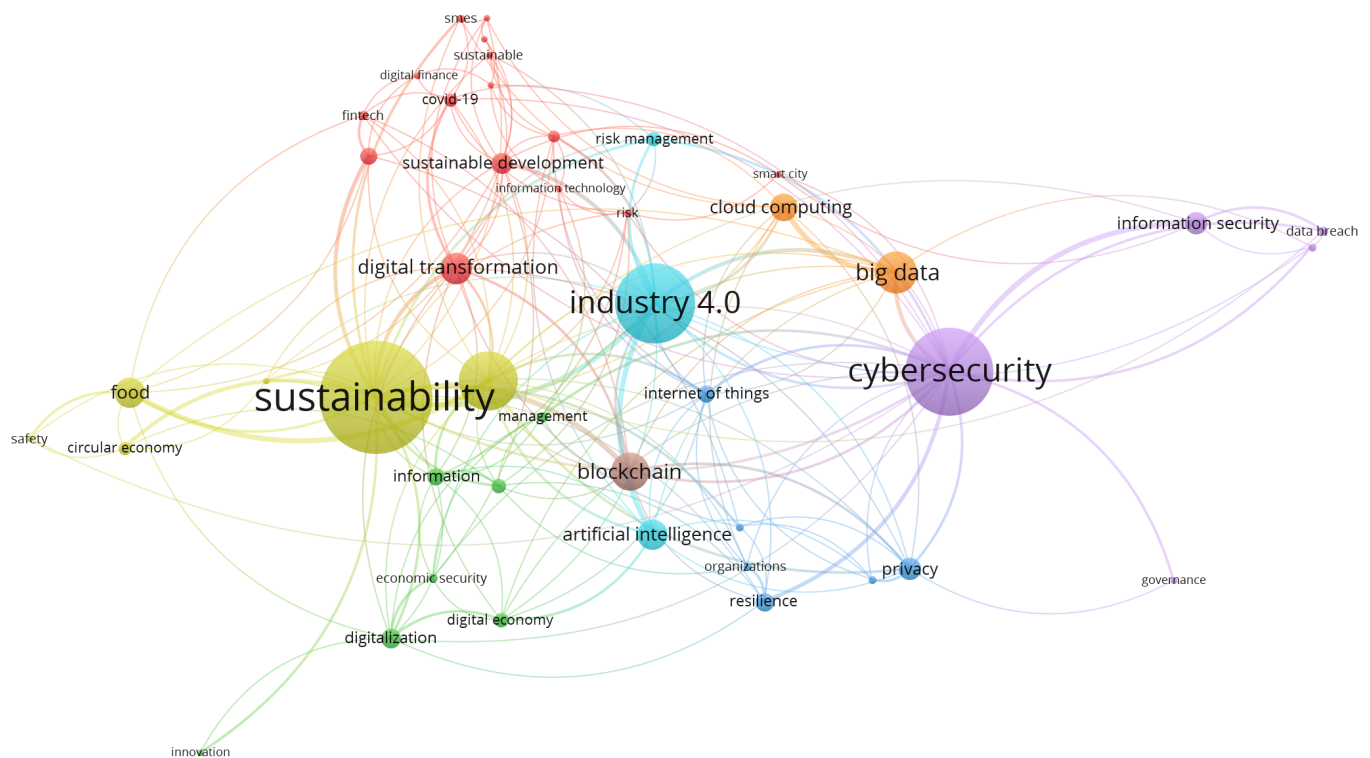 smes
sustainable
digital finance
covid-19
fintech
risk management
sustainable development
smart city
information technology
cloud computing
risk
information security
data breach
digital transformation
big data
industry 4.0
cybersecurity
food
sustainability
internet of things
management
safety
circular economy
information
blockchain
artificial intelligence
organizations
privacy
economic security
governance
resilience
digital economy
digitalization
innovation